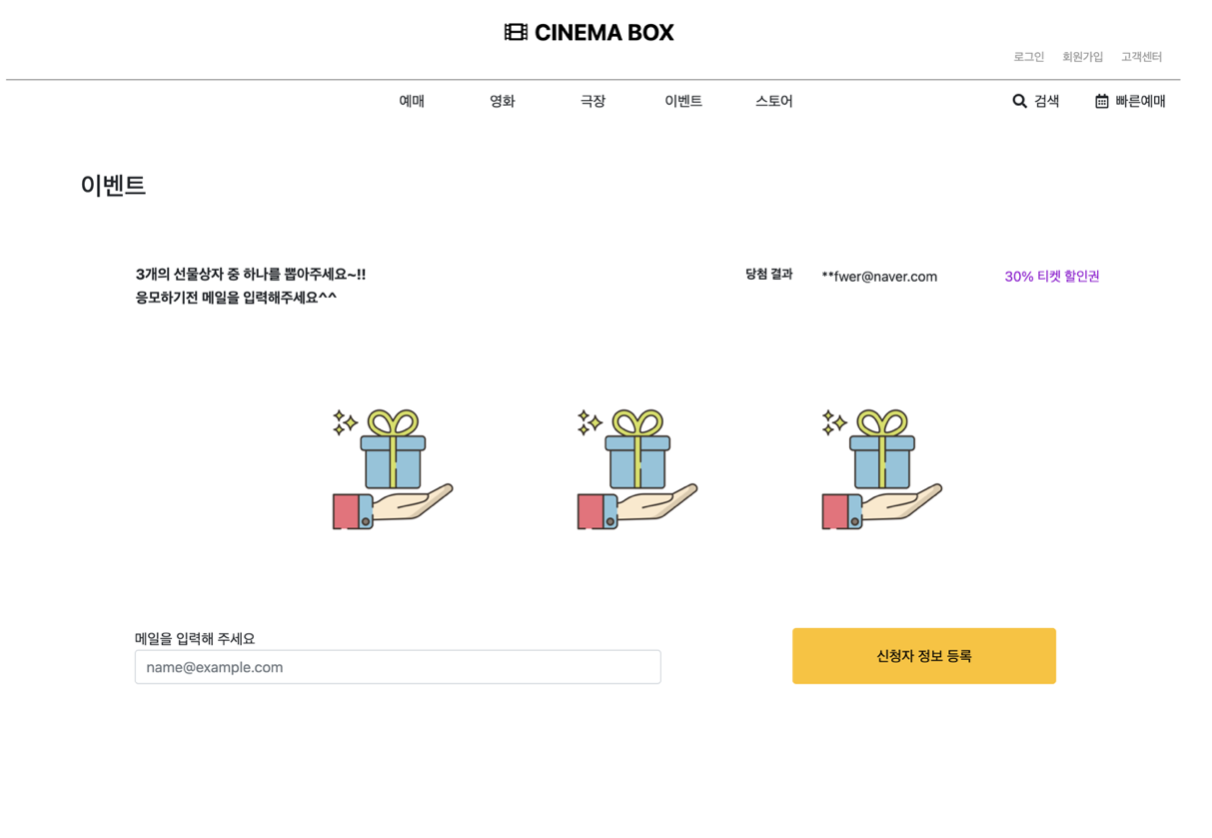 CINEMA BOX
로그인 회원가입 고객센터
예매 영화 극장 이벤트 스토어 검색 빠른예매
이벤트
3개의 선물상자 중 하나를 뽑아주세요~!!
응모하기전 메일을 입력해주세요^^
당첨 결과 **fwer@naver.com 30% 티켓 할인권
메일을 입력해 주세요
name@example.com
신청자 정보 등록